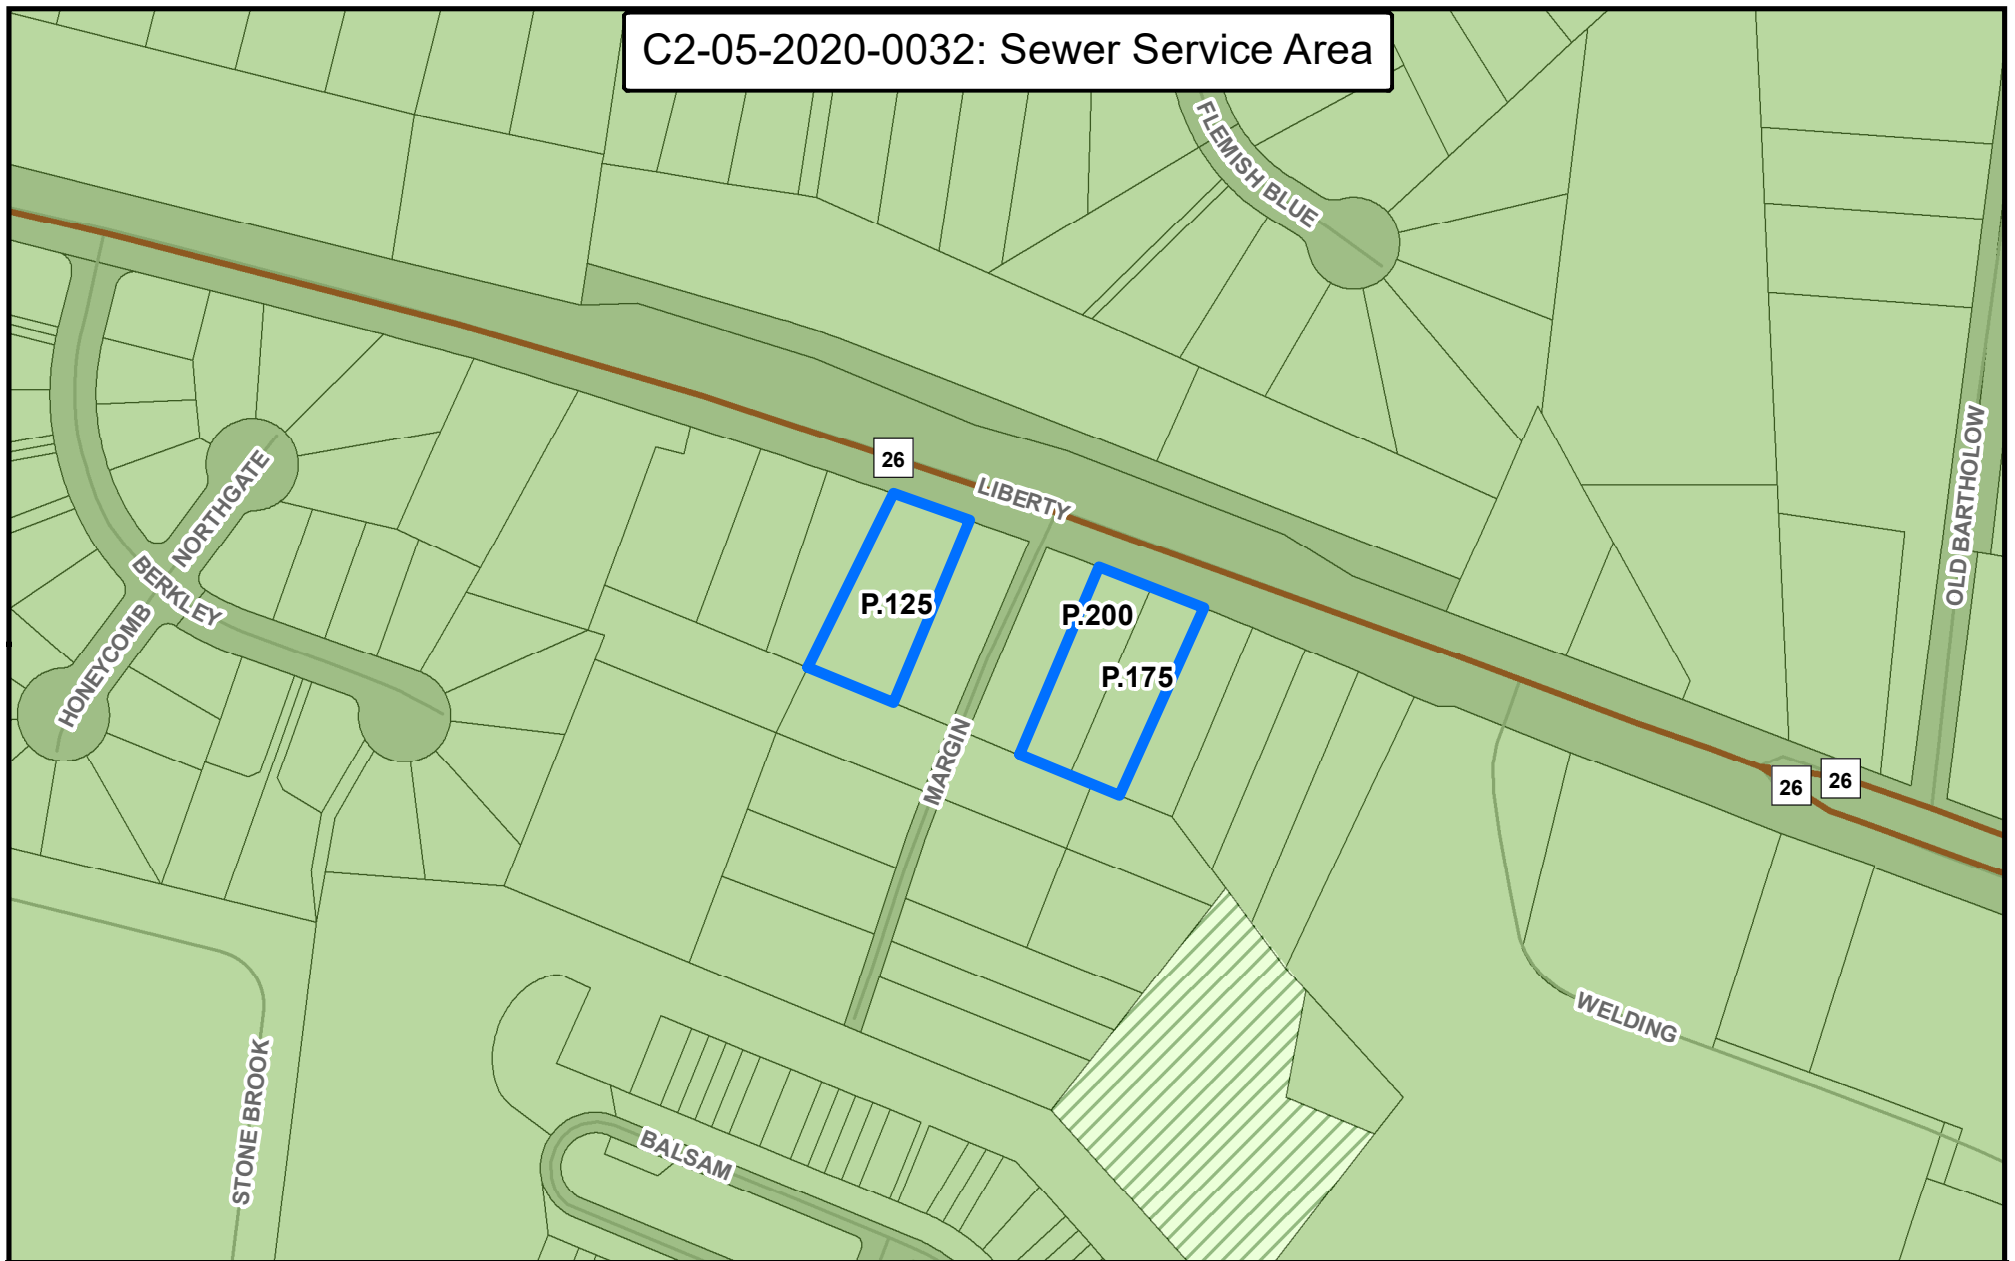 C2-05-2020-0032: Sewer Service Area
FLEMISH BLUE
26
LIBERTY
NORTHGATE
OLD BARTHOLOW
BERKLEY
P.125
P.200
HONEYCOMB
P.175
MARGIN
26
26
WELDING
STONE BROOK
BALSAM